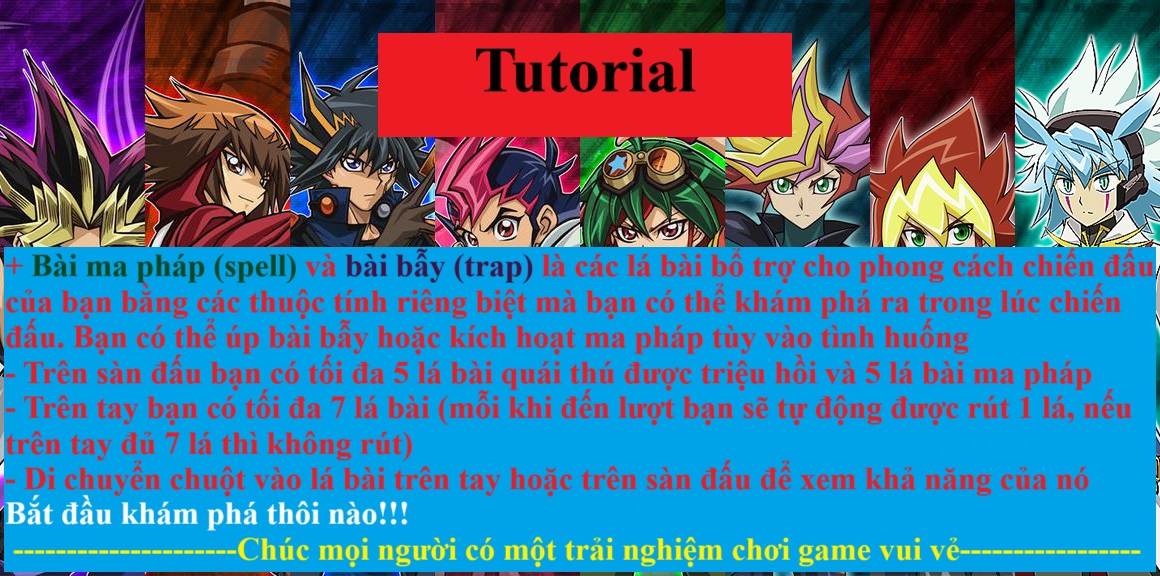 Tutorial
+ Bài ma pháp (spell) và bài bẫy (trap) là các lá bài bổ trợ cho phong cách chiến đấu
của bạn bằng các thuộc tính riêng biệt mà bạn có thể khám phá ra trong lúc chiến
đấu. Bạn có thể úp bài bẫy hoặc kích hoạt ma pháp tùy vào tình huống
- Trên sàn đấu bạn có tối đa 5 lá bài quái thú được triệu hồi và 5 lá bài ma pháp
- Trên tay bạn có tối đa 7 lá bài (mỗi khi đến lượt bạn sẽ tự động được rút 1 lá, nếu
trên tay đủ 7 lá thì không rút)
- Di chuyển chuột vào lá bài trên tay hoặc trên sàn đấu để xem khả năng của nó
Bắt đầu khám phá thôi nào!!!
---------------------Chúc mọi người có một trải nghiệm chơi game vui vẻ-----------------